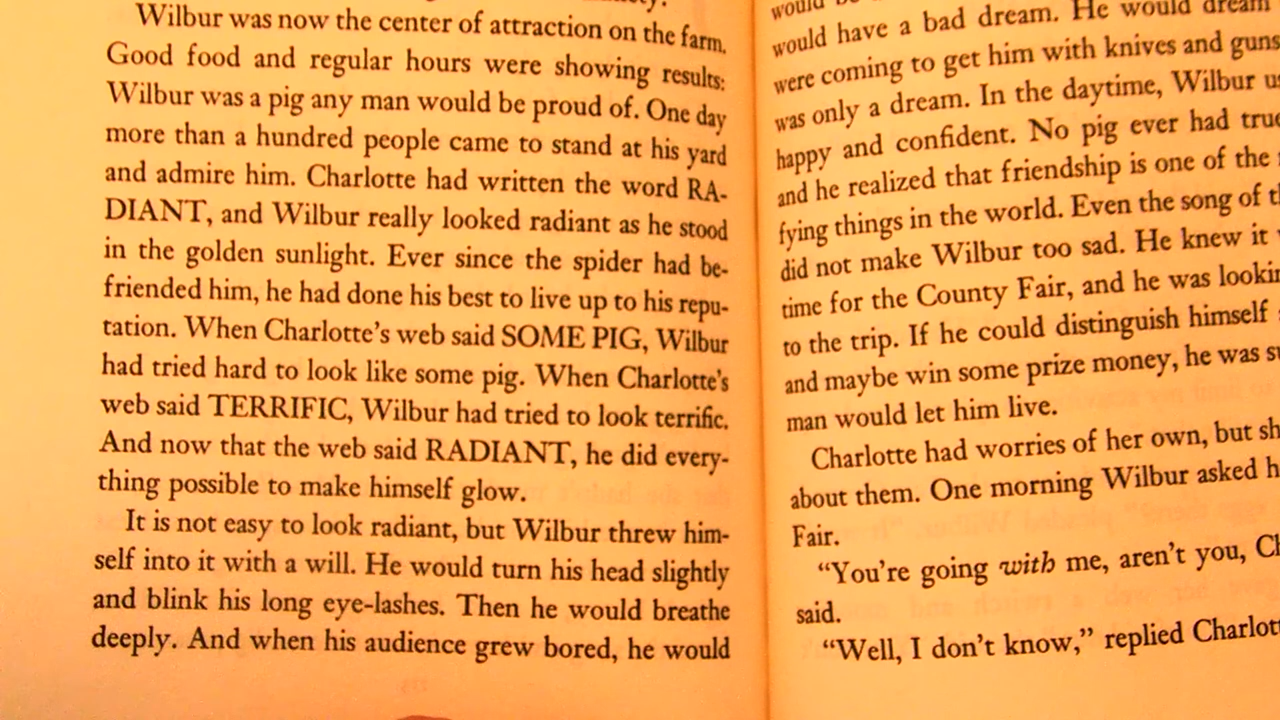 Wilbur was now the center of attraction on the farm.
Good food and regular hours were showing results:
Wilbur was a pig any man would be proud of. One day
more than a hundred people came to stand at his yard
and admire him. Charlotte had written the word RA-
DIANT, and Wilbur really looked radiant as he stood
in the golden sunlight. Ever since the spider had be-
friended him, he had done his best to live up to his repu-
tation. When Charlotte's web said SOME PIG, Wilbur
had tried hard to look like some pig. When Charlotte's
web said TERRIFIC, Wilbur had tried to look terrific.
And now that the web said RADIANT, he did every-
thing possible to make himself glow.
It is not easy to look radiant, but Wilbur threw him-
self into it with a will. He would turn his head slightly
and blink his long eye-lashes. Then he would breathe
deeply. And when his audience grew bored, he would
would
would have a bad dream. He would dream
were coming to get him with knives and guns
was only a dream. In the daytime, Wilbur
happy and confident. No pig ever had
and he realized that friendship is one of the
fying things in the world. Even the song of
did not make Wilbur too sad. He knew it
time for the County Fair, and he was
to the trip. If he could distinguish himself
and maybe win some prize money, he was
man would let him live.
Charlotte had worries of her own, but
about them. One morning Wilbur asked
Fair.
“You're going with me, aren't you,
said.
“Well, I don't know,” replied